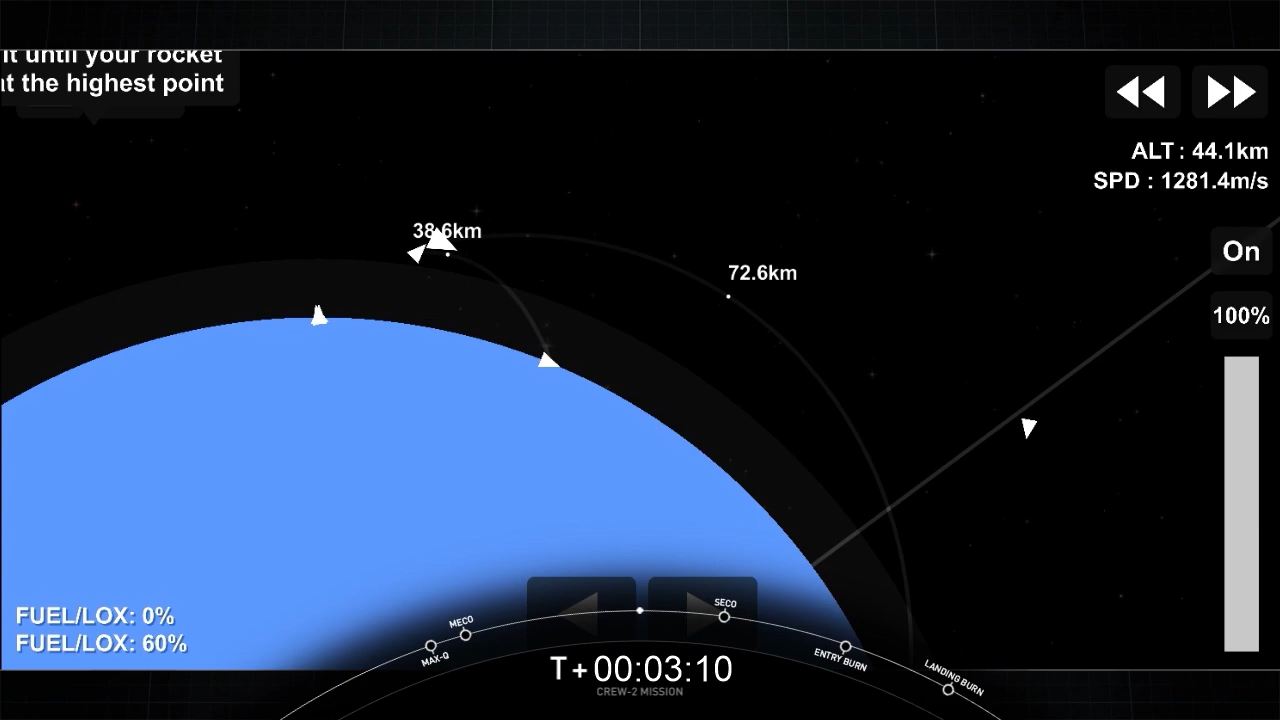 it until your rocket
at the highest point
ALT : 44.1km
SPD : 1281.4m/s
38.6km
72.6km
On
100%
FUEL/LOX: 0%
FUEL/LOX: 60%
MAX-Q
MECO
SECO
ENTRY BURN
LANDING BURN
T+00:03:10
CREW-2 MISSION